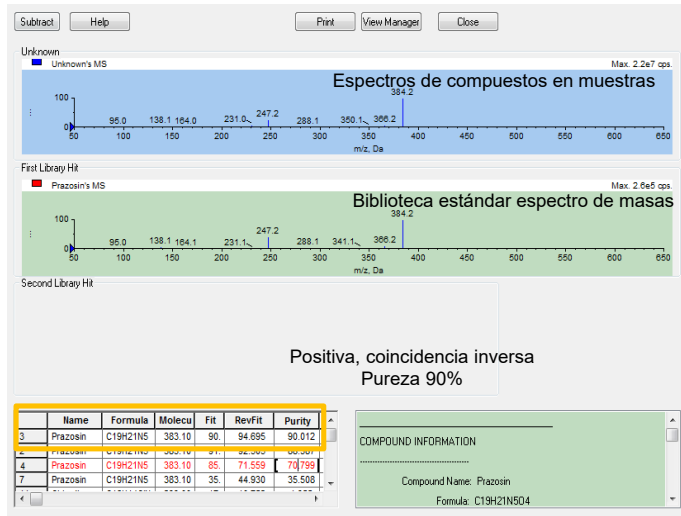 Subtract Help Print View Manager Close
Unknown
Unknown's MS Max. 2.2e7 cps.
Espectros de compuestos en muestras
384.2
100
95.0 138.1 164.0 231.0 247.2 288.1 350.1 366.2
0
50 100 150 200 250 300 350 400 450 500 550 600 650
m/z, Da
First Library Hit
Prazosin's MS Max. 2.6e5 cps.
Biblioteca estándar espectro de masas
384.2
100
95.0 138.1 164.1 231.1 247.2 288.1 341.1 366.2
0
50 100 150 200 250 300 350 400 450 500 550 600 650
m/z, Da
Second Library Hit
Positiva, coincidencia inversa
Pureza 90%
Name Formula Molecu Fit RevFit Purity
3 Prazosin C19H21N5 383.10 90. 94.695 90.012
4 Prazosin C19H21N5 383.10 85. 71.559 70.799
7 Prazosin C19H21N5 383.10 35. 44.930 35.508
COMPOUND INFORMATION
Compound Name: Prazosin
Formula: C19H21N5O4